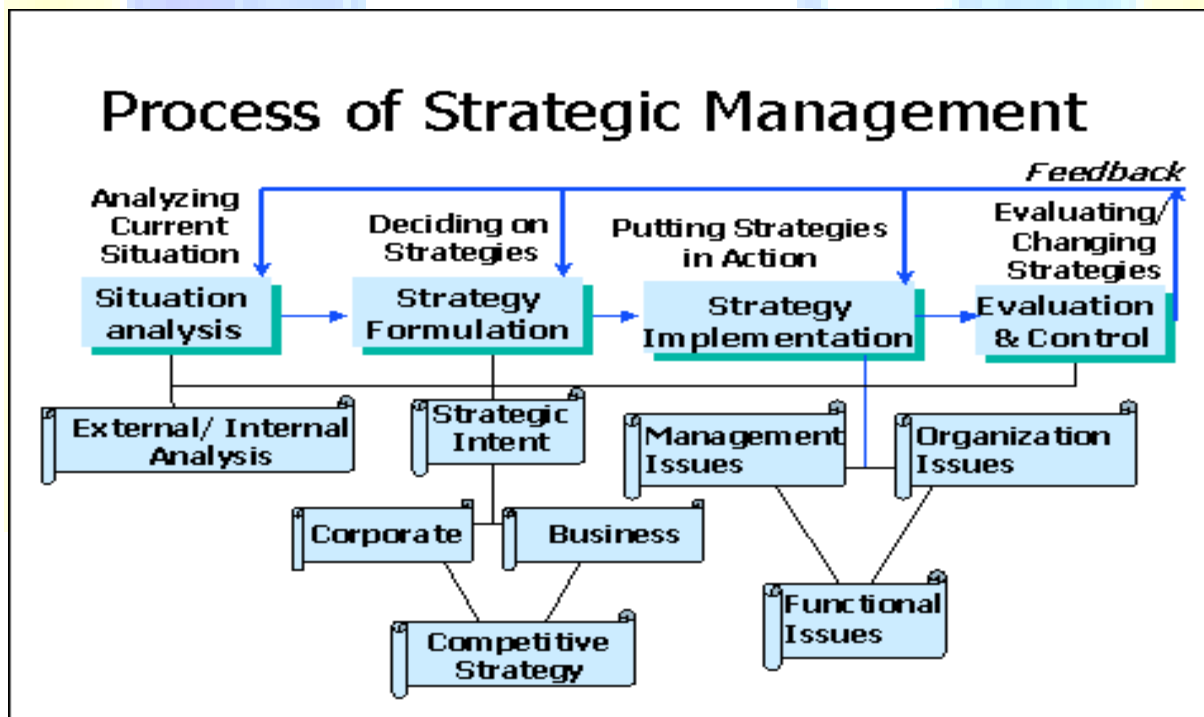 Process of Strategic Management
Feedback
Analyzing
Current
Situation
Deciding on
Strategies
Putting Strategies
in Action
Evaluating/
Changing
Strategies
Situation
analysis
Strategy
Formulation
Strategy
Implementation
Evaluation
& Control
External/ Internal
Analysis
Strategic
Intent
Management
Issues
Organization
Issues
Corporate
Business
Competitive
Strategy
Functional
Issues